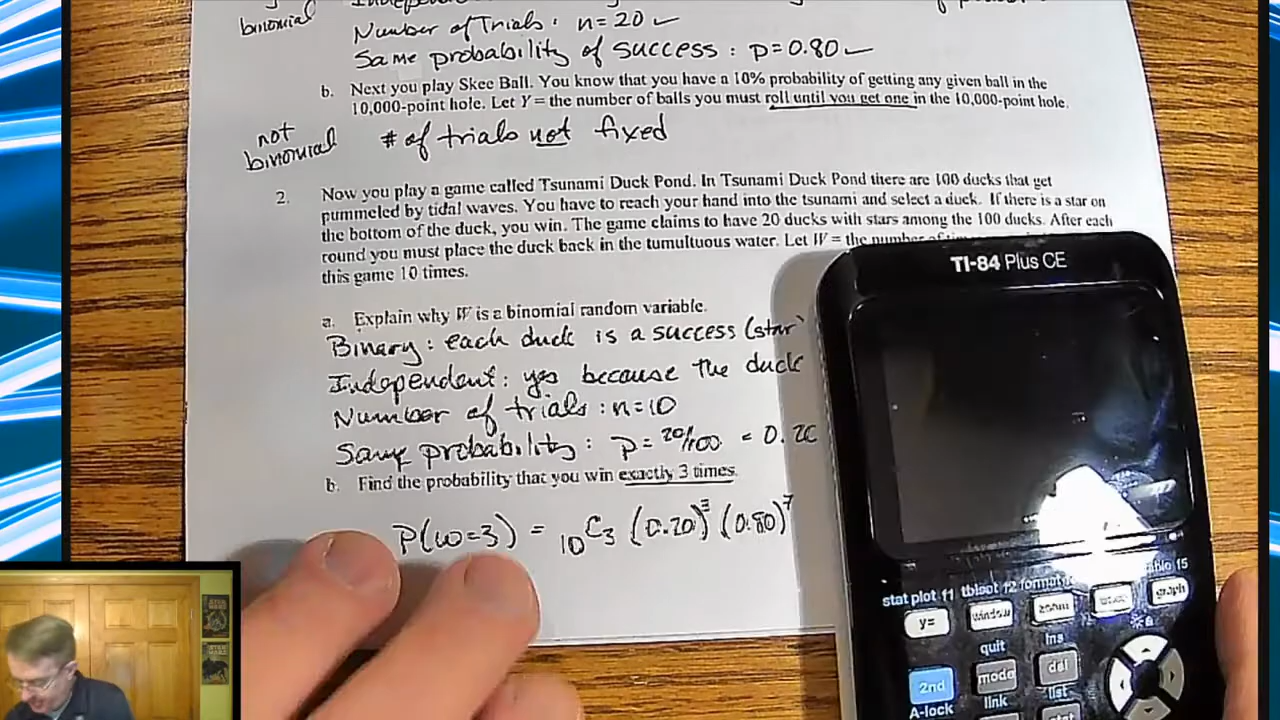 binomial
Number of Trials: n=20 ✓
Same probability of success : p=0.80 ✓
b. Next you play Skee Ball. You know that you have a 10% probability of getting any given ball in the
10,000-point hole. Let Y = the number of balls you must roll until you get one in the 10,000-point hole.
not
binomial
# of trials not fixed
2. Now you play a game called Tsunami Duck Pond. In Tsunami Duck Pond there are 100 ducks that get
pummeled by tidal waves. You have to reach your hand into the tsunami and select a duck. If there is a star on
the bottom of the duck, you win. The game claims to have 20 ducks with stars among the 100 ducks. After each
round you must place the duck back in the tumultuous water. Let W = the number of
this game 10 times.
a. Explain why W is a binomial random variable.
Binary: each duck is a success (star
Independent: yes because the duck
Number of trials: n=10
Same probability: p= 20/100 = 0.20
b. Find the probability that you win exactly 3 times.
P(W=3) = ₁₀C₃ (0.20)³ (0.80)⁷
TI-84 Plus CE
stat plot f1 tblset f2 format
y= window zoom trace graph
quit ins
2nd mode del
A-lock link list
stat